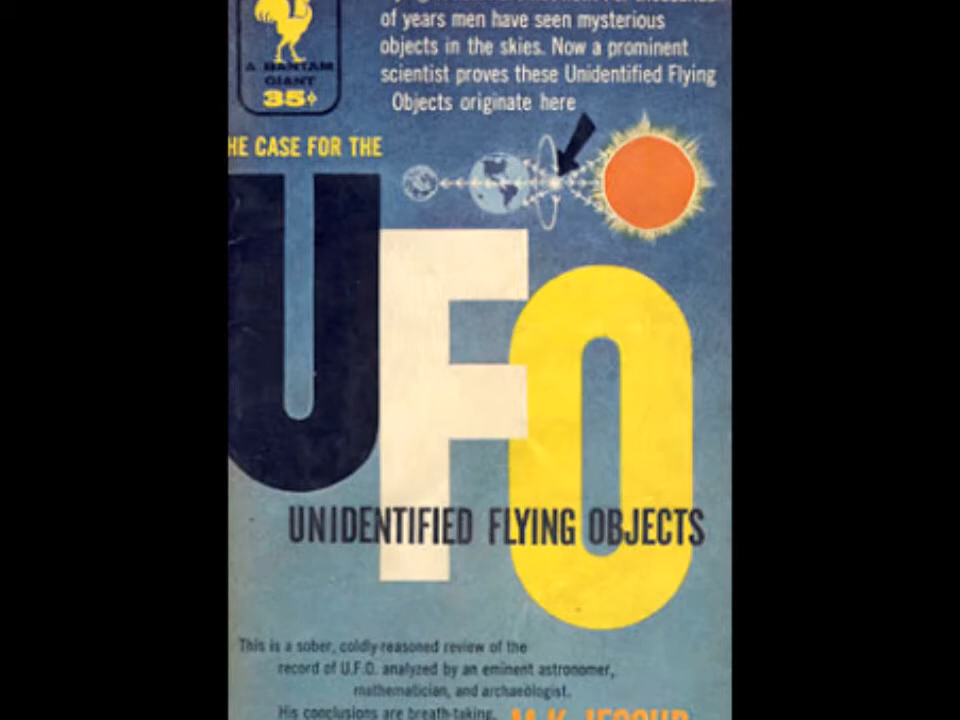 of years men have seen mysterious
objects in the skies. Now a prominent
scientist proves these Unidentified Flying
Objects originate here
A BANTAM
GIANT
35¢
HE CASE FOR THE
UFO
UNIDENTIFIED FLYING OBJECTS
This is a sober, coldly-reasoned review of the
record of U.F.O. analyzed by an eminent astronomer,
mathematician, and archaeologist.
His conclusions are breath-taking. M.K. JESSUP